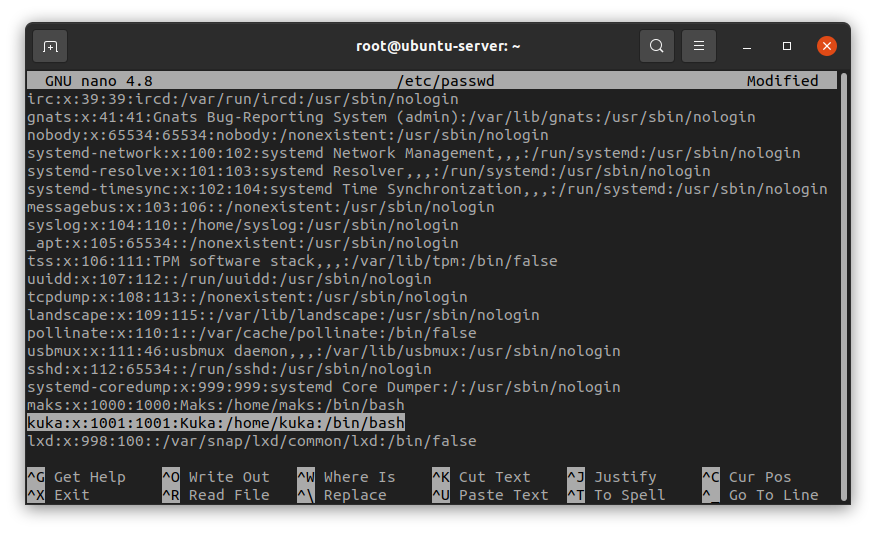 root@ubuntu-server: ~
GNU nano 4.8 /etc/passwd Modified
irc:x:39:39:ircd:/var/run/ircd:/usr/sbin/nologin
gnats:x:41:41:Gnats Bug-Reporting System (admin):/var/lib/gnats:/usr/sbin/nologin
nobody:x:65534:65534:nobody:/nonexistent:/usr/sbin/nologin
systemd-network:x:100:102:systemd Network Management,,,:/run/systemd:/usr/sbin/nologin
systemd-resolve:x:101:103:systemd Resolver,,,:/run/systemd:/usr/sbin/nologin
systemd-timesync:x:102:104:systemd Time Synchronization,,,:/run/systemd:/usr/sbin/nologin
messagebus:x:103:106::/nonexistent:/usr/sbin/nologin
syslog:x:104:110::/home/syslog:/usr/sbin/nologin
_apt:x:105:65534::/nonexistent:/usr/sbin/nologin
tss:x:106:111:TPM software stack,,,:/var/lib/tpm:/bin/false
uuidd:x:107:112::/run/uuidd:/usr/sbin/nologin
tcpdump:x:108:113::/nonexistent:/usr/sbin/nologin
landscape:x:109:115::/var/lib/landscape:/usr/sbin/nologin
pollinate:x:110:1::/var/cache/pollinate:/bin/false
usbmux:x:111:46:usbmux daemon,,,:/var/lib/usbmux:/usr/sbin/nologin
sshd:x:112:65534::/run/sshd:/usr/sbin/nologin
systemd-coredump:x:999:999:systemd Core Dumper:/:/usr/sbin/nologin
maks:x:1000:1000:Maks:/home/maks:/bin/bash
kuka:x:1001:1001:Kuka:/home/kuka:/bin/bash
lxd:x:998:100::/var/snap/lxd/common/lxd:/bin/false
^G Get Help ^O Write Out ^W Where Is ^K Cut Text ^J Justify ^C Cur Pos
^X Exit ^R Read File ^\ Replace ^U Paste Text ^T To Spell ^_ Go To Line